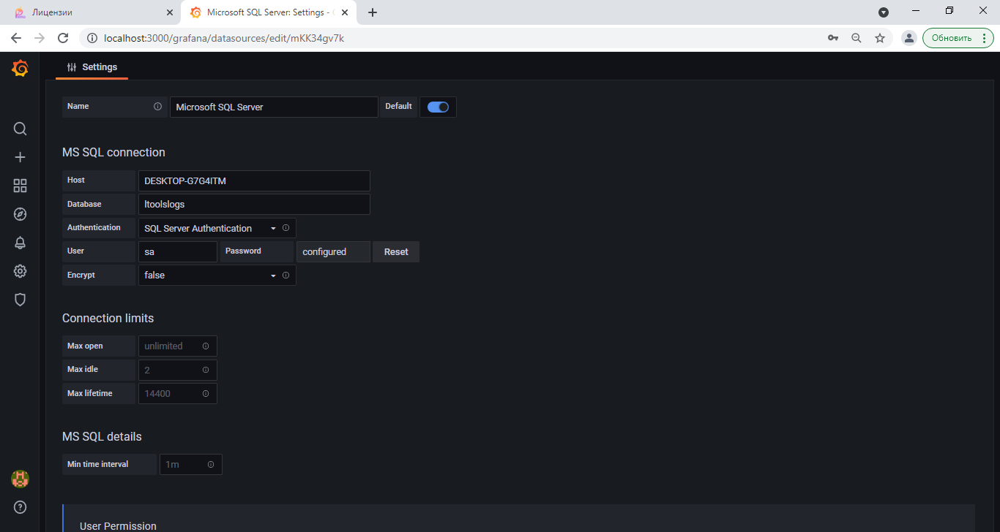 Лицензии
Microsoft SQL Server: Settings -
localhost:3000/grafana/datasources/edit/mKK34gv7k
Обновить
Settings
Name
Microsoft SQL Server
Default
MS SQL connection
Host
DESKTOP-G7G4ITM
Database
ltoolslogs
Authentication
SQL Server Authentication
User
sa
Password
configured
Reset
Encrypt
false
Connection limits
Max open
unlimited
Max idle
2
Max lifetime
14400
MS SQL details
Min time interval
1m
User Permission